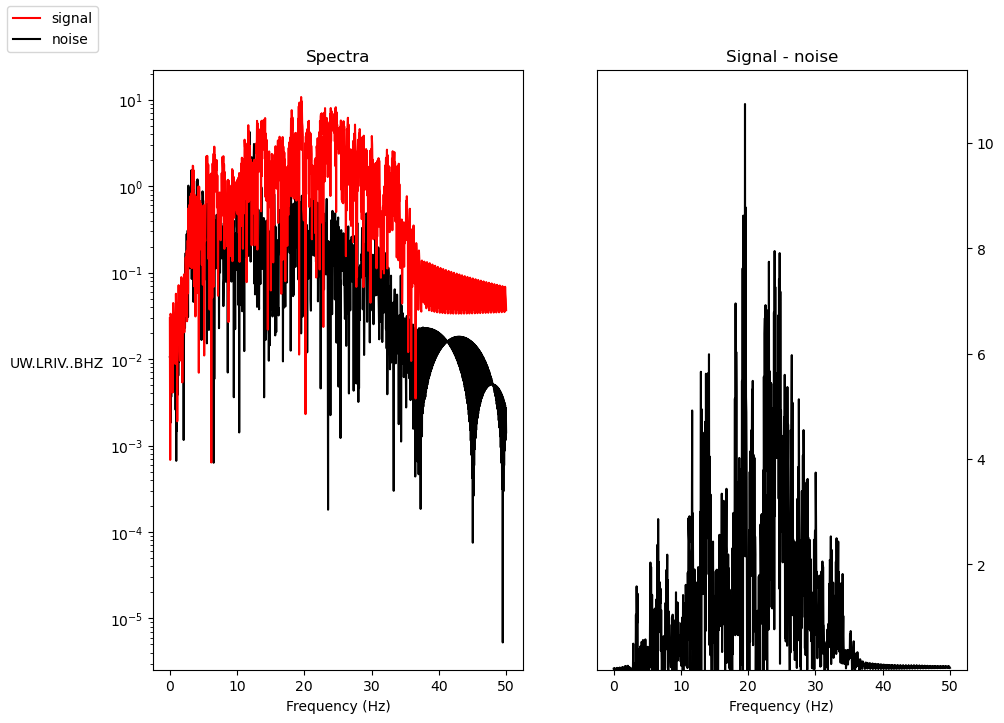 signal
noise
Spectra
Signal - noise
10¹
10⁰
10⁻¹
10⁻²
10⁻³
10⁻⁴
10⁻⁵
UW.LRIV..BHZ
0 10 20 30 40 50
Frequency (Hz)
10
8
6
4
2
0 10 20 30 40 50
Frequency (Hz)